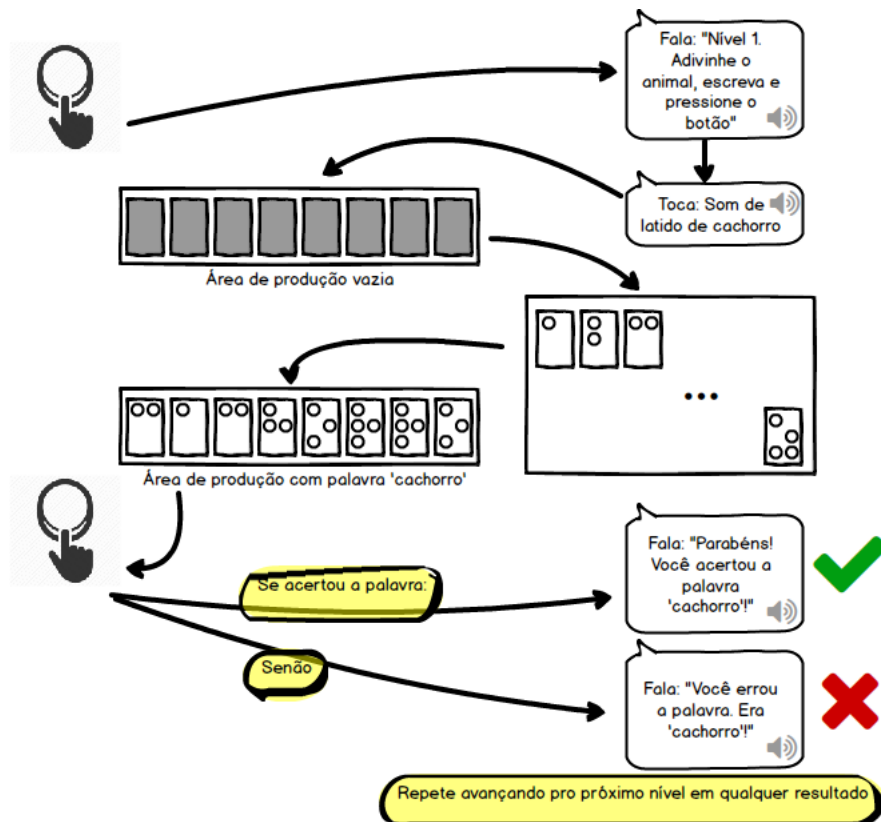 Fala: "Nível 1.
Adivinhe o
animal, escreva e
pressione o
botão"
Toca: Som de
latido de cachorro
Área de produção vazia
...
Área de produção com palavra 'cachorro'
Se acertou a palavra:
Fala: "Parabéns!
Você acertou a
palavra
'cachorro'!"
Senão
Fala: "Você errou
a palavra. Era
'cachorro'!"
Repete avançando pro próximo nível em qualquer resultado